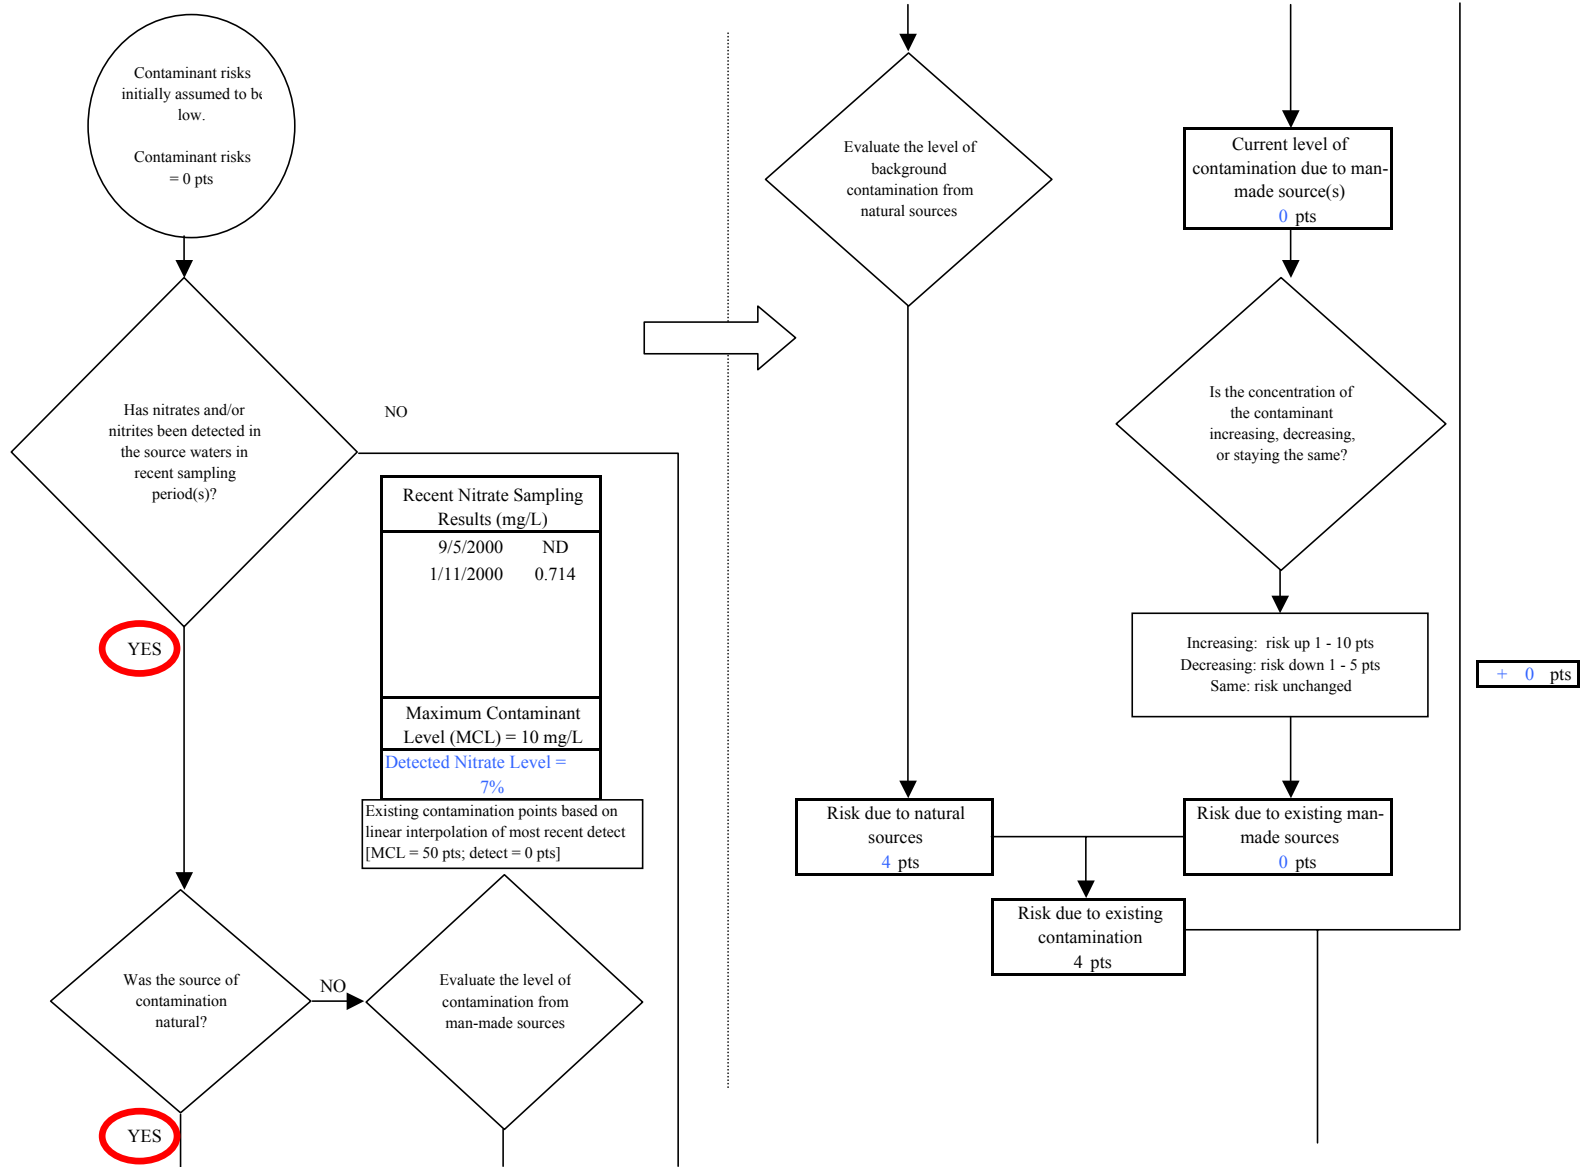 Contaminant risks
initially assumed to be
low.
Contaminant risks
= 0 pts
Has nitrates and/or
nitrites been detected in
the source waters in
recent sampling
period(s)?
NO
YES
Recent Nitrate Sampling
Results (mg/L)
9/5/2000 ND
1/11/2000 0.714
Maximum Contaminant
Level (MCL) = 10 mg/L
Detected Nitrate Level =
7%
Existing contamination points based on
linear interpolation of most recent detect
[MCL = 50 pts; detect = 0 pts]
Was the source of
contamination
natural?
NO
YES
Evaluate the level of
contamination from
man-made sources
Evaluate the level of
background
contamination from
natural sources
Current level of
contamination due to man-
made source(s)
0 pts
Is the concentration of
the contaminant
increasing, decreasing,
or staying the same?
Increasing: risk up 1 - 10 pts
Decreasing: risk down 1 - 5 pts
Same: risk unchanged
+ 0 pts
Risk due to natural
sources
4 pts
Risk due to existing man-
made sources
0 pts
Risk due to existing
contamination
4 pts